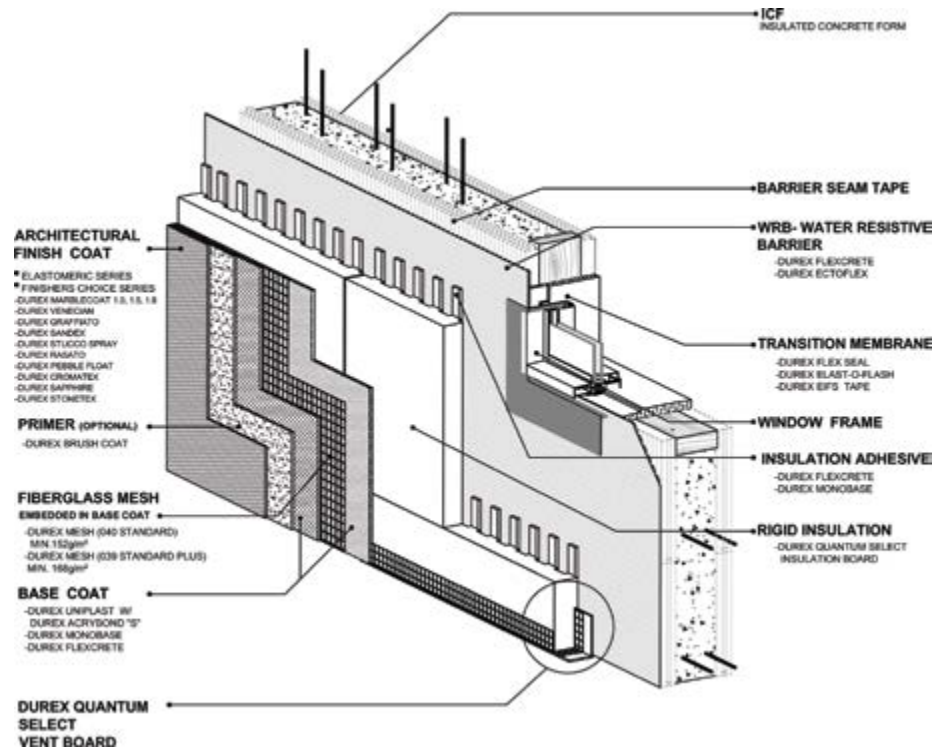 ICF
INSULATED CONCRETE FORM
BARRIER SEAM TAPE
WRB- WATER RESISTIVE
BARRIER
-DUREX FLEXCRETE
-DUREX ECTOFLEX
TRANSITION MEMBRANE
-DUREX FLEX SEAL
-DUREX ELAST-O-FLASH
-DUREX EIFS TAPE
WINDOW FRAME
INSULATION ADHESIVE
-DUREX FLEXCRETE
-DUREX MONOBASE
RIGID INSULATION
-DUREX QUANTUM SELECT
INSULATION BOARD
ARCHITECTURAL
FINISH COAT
• ELASTOMERIC SERIES
• FINISHERS CHOICE SERIES
-DUREX MARBLECOAT 1.0, 1.5, 1.8
-DUREX VENECIAN
-DUREX GRAFFIATO
-DUREX SANDEX
-DUREX STUCCO SPRAY
-DUREX RASATO
-DUREX PEBBLE FLOAT
-DUREX CROMATEX
-DUREX SAPPHIRE
-DUREX STONETEX
PRIMER (OPTIONAL)
-DUREX BRUSH COAT
FIBERGLASS MESH
EMBEDDED IN BASE COAT
-DUREX MESH (040 STANDARD)
MIN.152g/m²
-DUREX MESH (039 STANDARD PLUS)
MIN. 168g/m²
BASE COAT
-DUREX UNIPLAST W/
DUREX ACRYBOND "S"
-DUREX MONOBASE
-DUREX FLEXCRETE
DUREX QUANTUM
SELECT
VENT BOARD